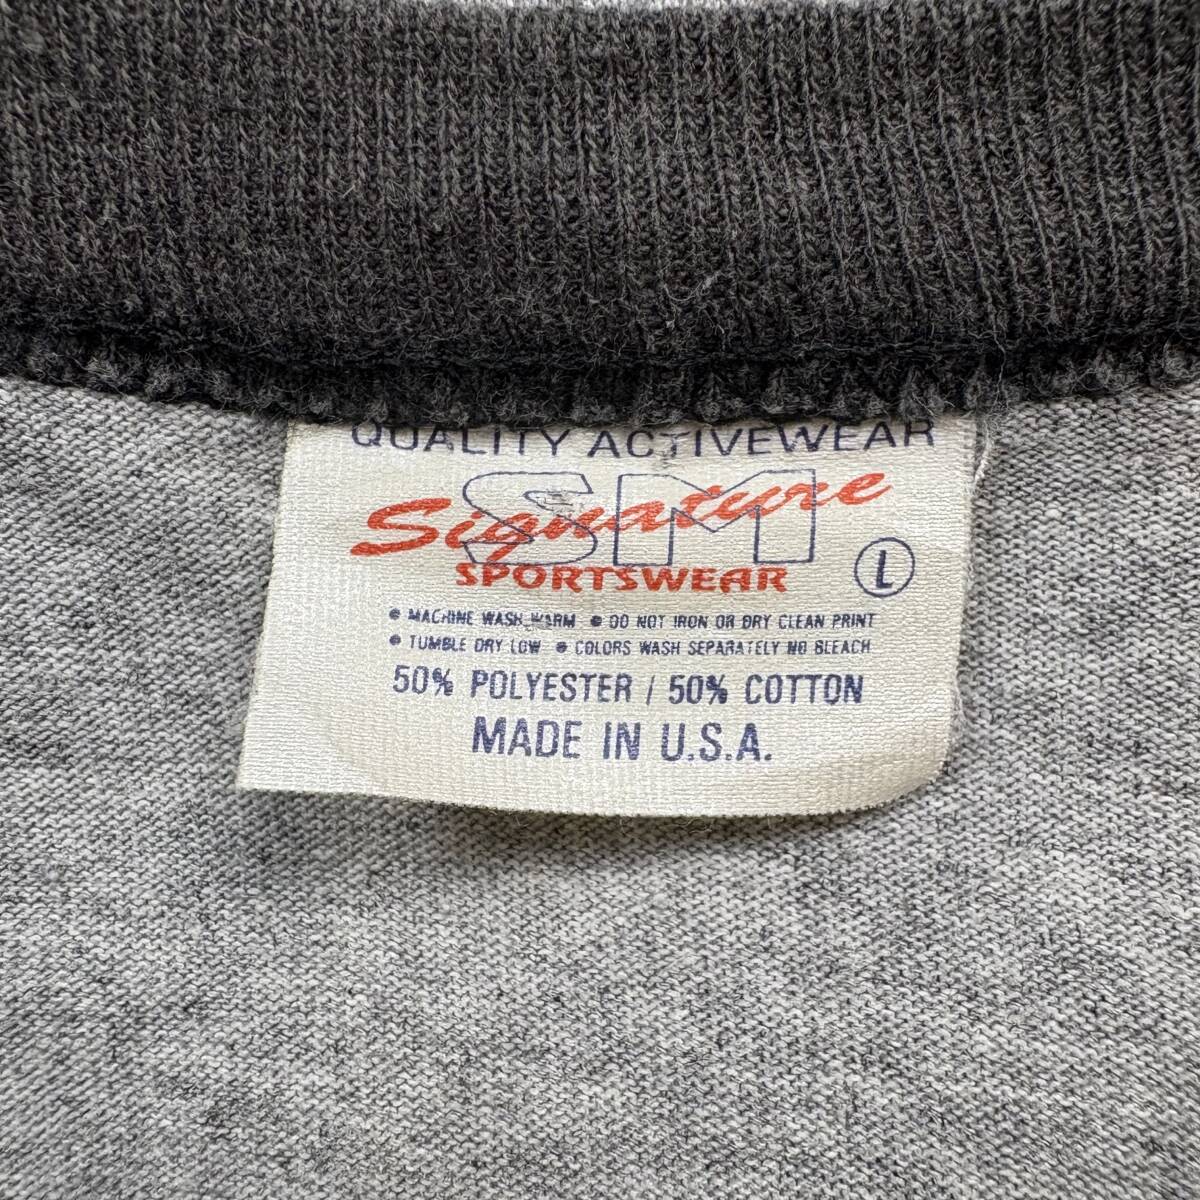 QUALITY ACTIVEWEAR
SM
Signature
SPORTSWEAR
L
• MACHINE WASH WARM • DO NOT IRON OR DRY CLEAN PRINT
• TUMBLE DRY LOW • COLORS WASH SEPARATELY NO BLEACH
50% POLYESTER / 50% COTTON
MADE IN U.S.A.